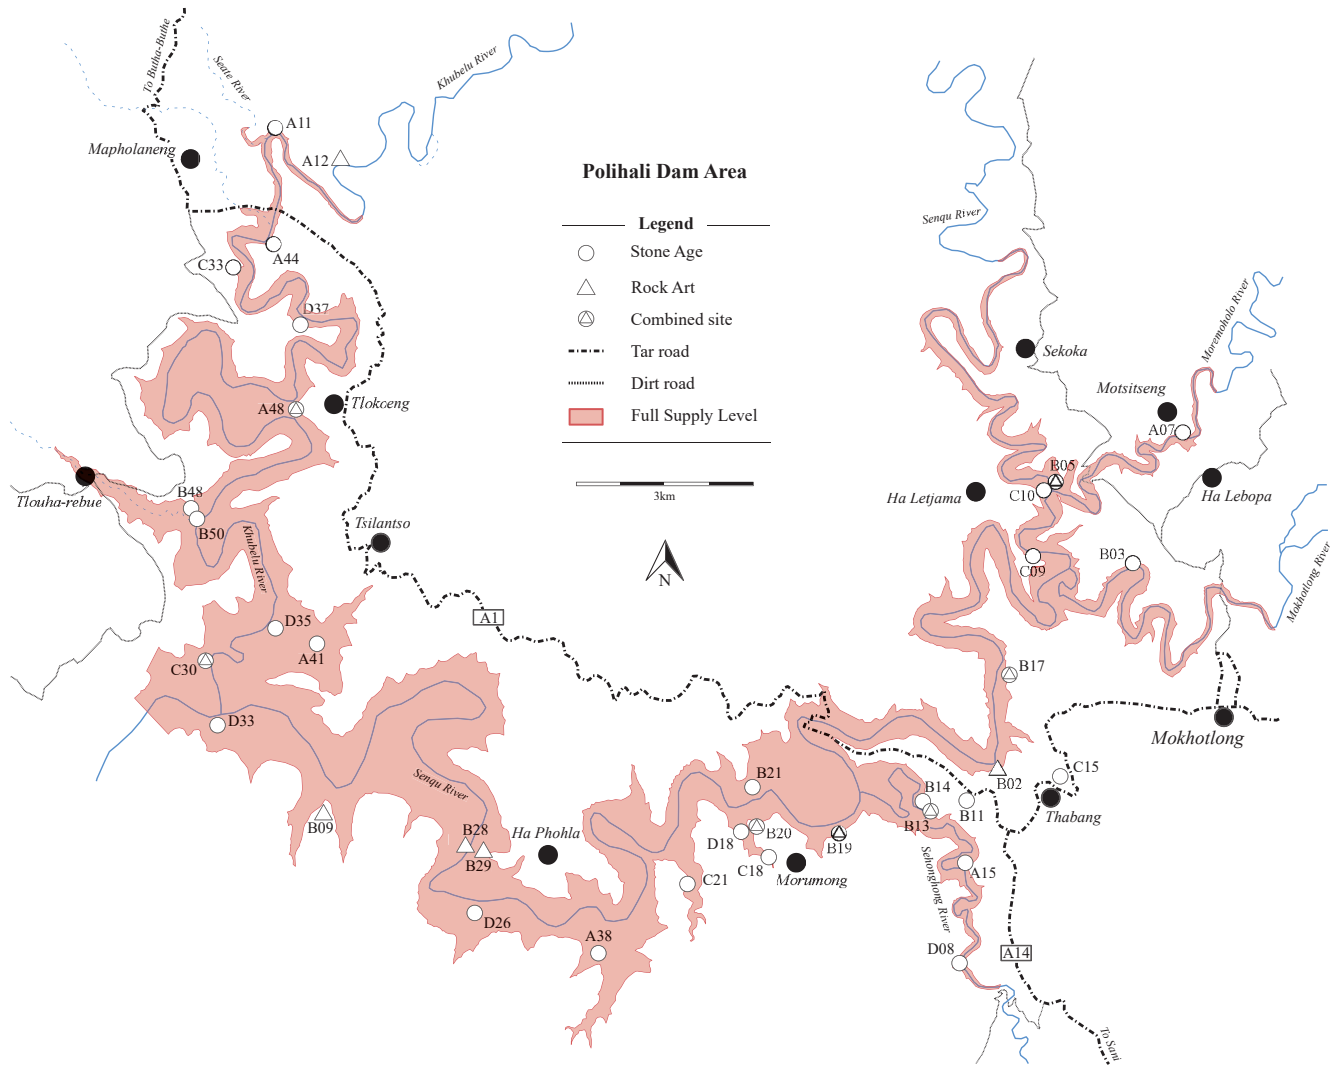 To Butha-Buthe
Seate River
Khubelu River
A11
Mapholaneng
A12
Polihali Dam Area
Legend
Stone Age
Rock Art
Combined site
Tar road
Dirt road
Full Supply Level
3km
N
Senqu River
A44
C33
D37
Moremoholo River
Sekoka
Motsitseng
A48
Tlokceng
A07
B05
Tlouha-rebue
B48
B50
Ha Letjama
C10
Ha Lebopa
Tsilantso
Khubelu River
C09
B03
Mokhotlong River
A1
D35
A41
C30
B17
D33
Mokhotlong
Senqu River
B21
B02
C15
B14
B09
B13
B11
Thabang
B28
Ha Phohla
B29
D18
B20
B19
C18
Morumong
C21
Sehonghong River
A15
D26
A38
D08
A14
To Sani